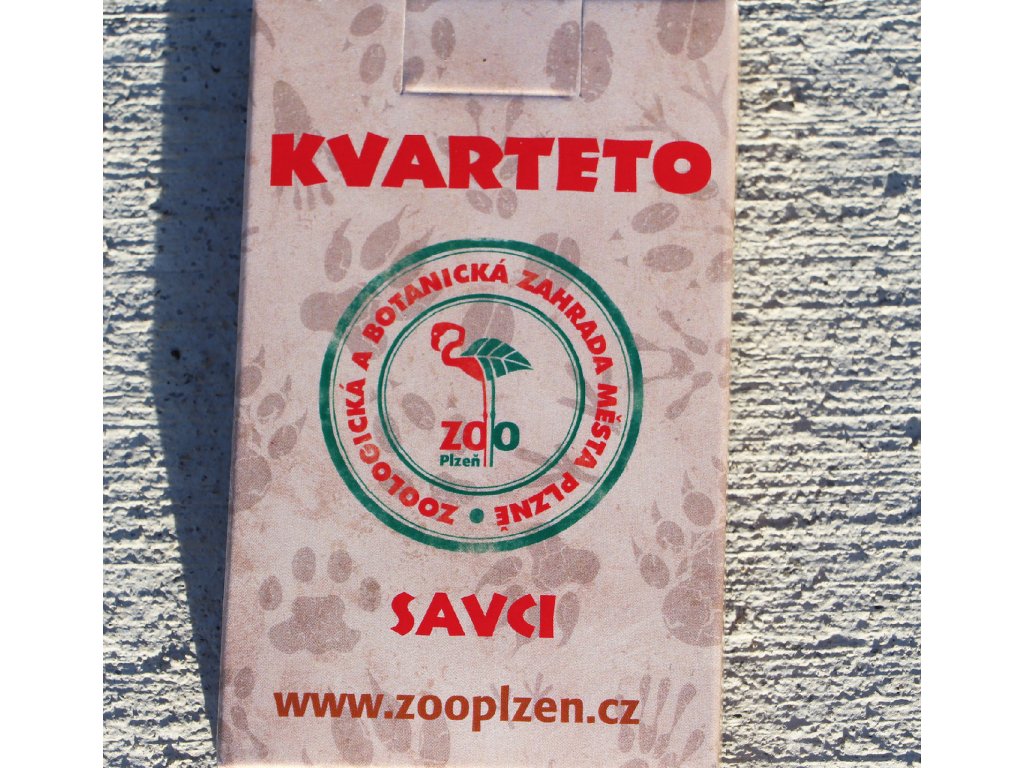 KVARTETO
ZOOLOGICKÁ A BOTANICKÁ ZAHRADA MĚSTA PLZNĚ •
ZOO
Plzeň
SAVCI
www.zooplzen.cz